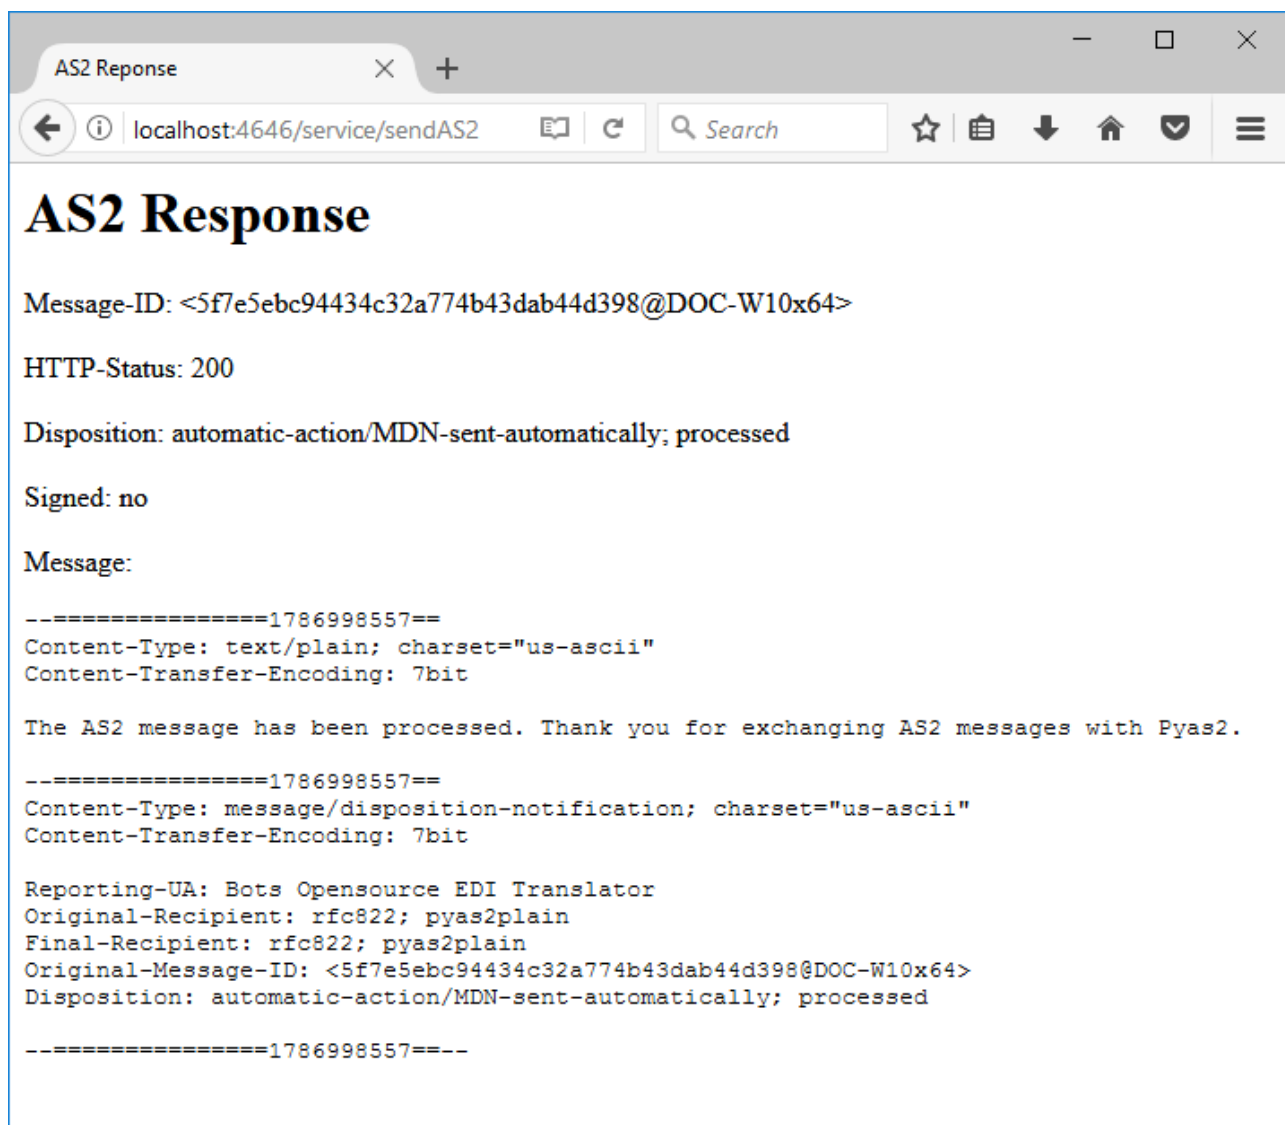 AS2 Reponse
localhost:4646/service/sendAS2
Search
AS2 Response
Message-ID: <5f7e5ebc94434c32a774b43dab44d398@DOC-W10x64>
HTTP-Status: 200
Disposition: automatic-action/MDN-sent-automatically; processed
Signed: no
Message:
--===============1786998557==
Content-Type: text/plain; charset="us-ascii"
Content-Transfer-Encoding: 7bit
The AS2 message has been processed. Thank you for exchanging AS2 messages with Pyas2.
--===============1786998557==
Content-Type: message/disposition-notification; charset="us-ascii"
Content-Transfer-Encoding: 7bit
Reporting-UA: Bots Opensource EDI Translator
Original-Recipient: rfc822; pyas2plain
Final-Recipient: rfc822; pyas2plain
Original-Message-ID: <5f7e5ebc94434c32a774b43dab44d398@DOC-W10x64>
Disposition: automatic-action/MDN-sent-automatically; processed
--===============1786998557==--